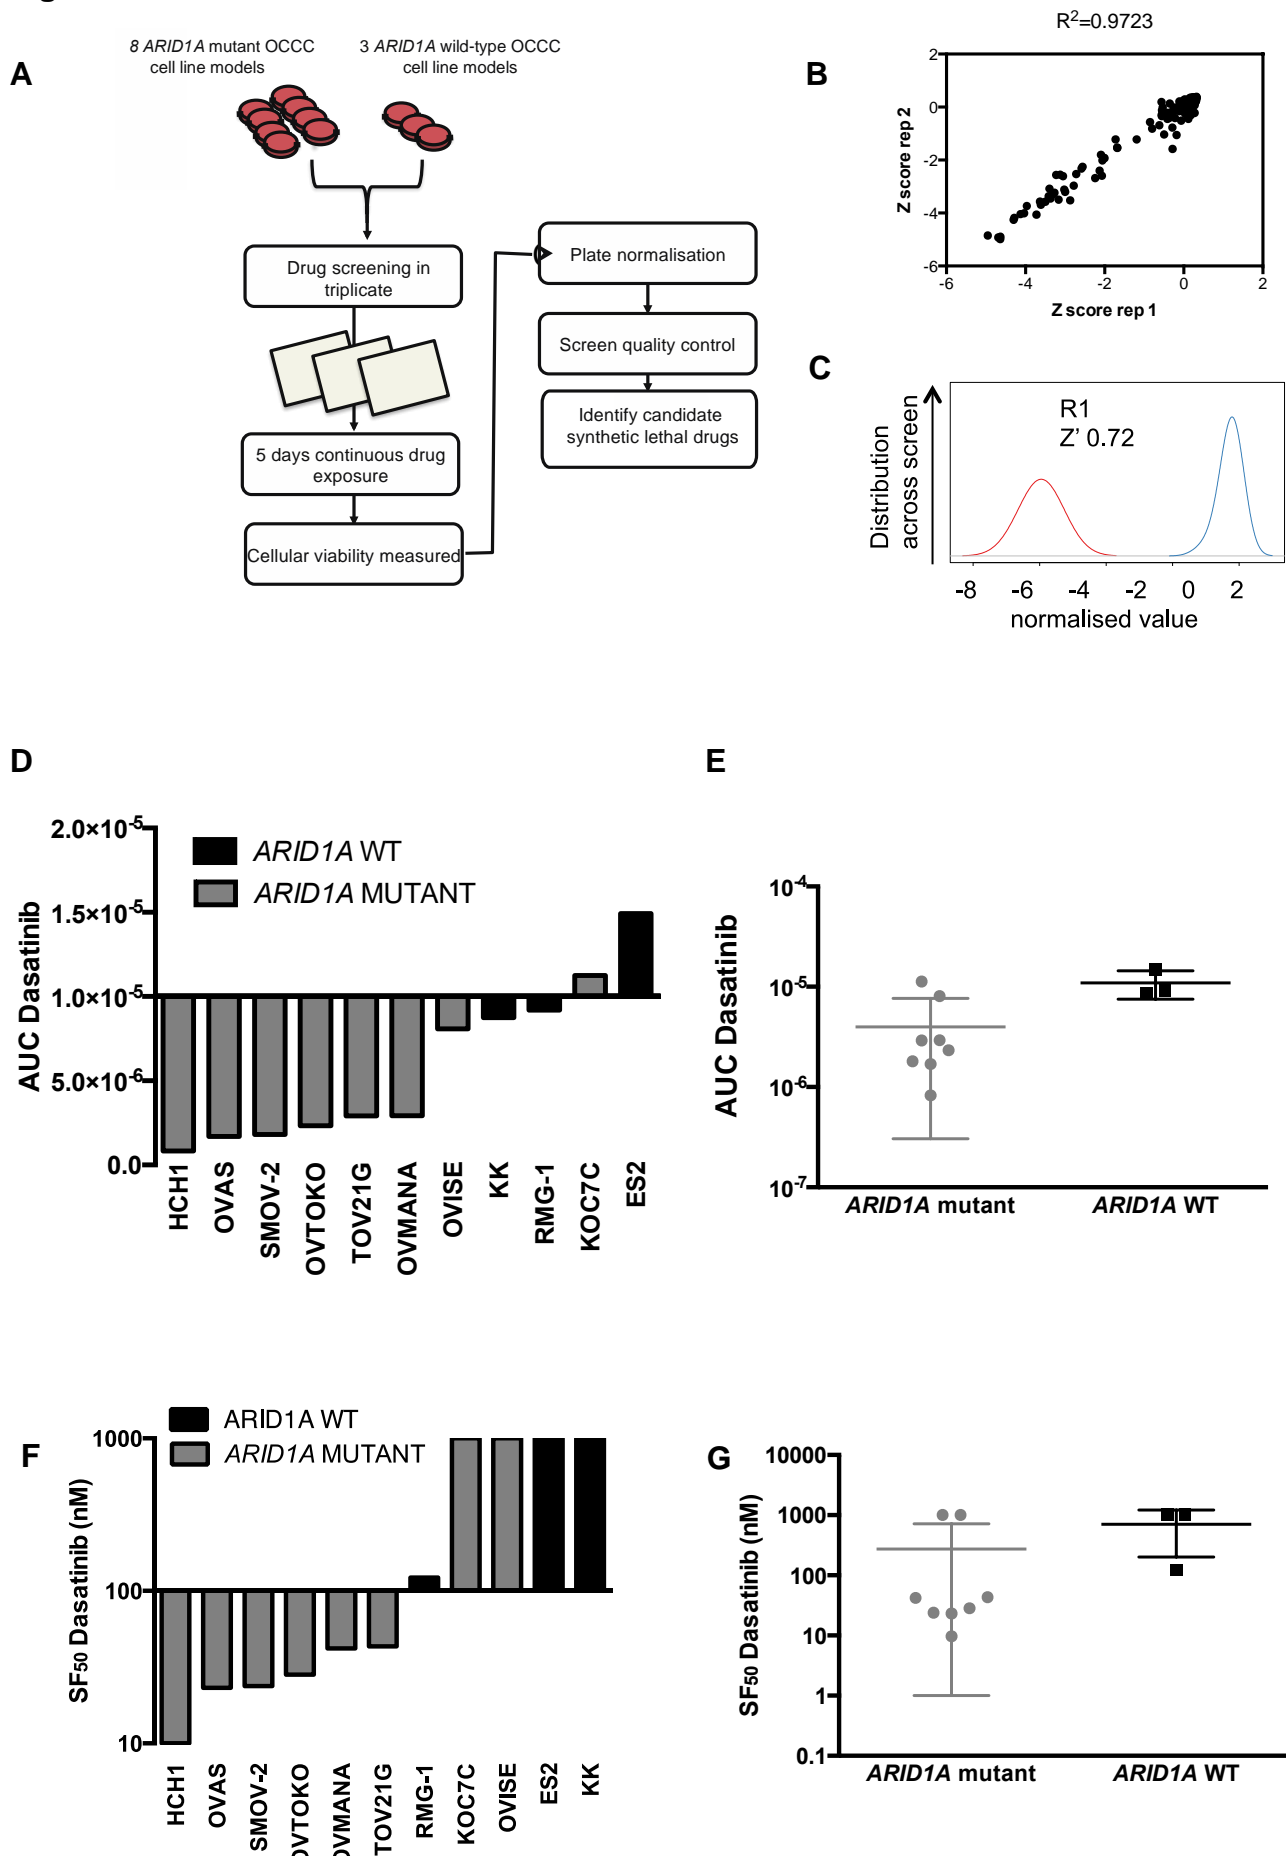 A
8 ARID1A mutant OCCC
cell line models
3 ARID1A wild-type OCCC
cell line models
Drug screening in
triplicate
5 days continuous drug
exposure
Cellular viability measured
Plate normalisation
Screen quality control
Identify candidate
synthetic lethal drugs
B
R²=0.9723
Z score rep 2
2
0
-2
-4
-6
-6
-4
-2
0
2
Z score rep 1
C
Distribution
across screen
R1
Z' 0.72
-8
-6
-4
-2
0
2
normalised value
D
AUC Dasatinib
2.0×10⁻⁵
1.5×10⁻⁵
1.0×10⁻⁵
5.0×10⁻⁶
0.0
ARID1A WT
ARID1A MUTANT
HCH1
OVAS
SMOV-2
OVTOKO
TOV21G
OVMANA
OVISE
KK
RMG-1
KOC7C
ES2
E
AUC Dasatinib
10⁻⁴
10⁻⁵
10⁻⁶
10⁻⁷
ARID1A mutant
ARID1A WT
F
SF₅₀ Dasatinib (nM)
1000
100
10
ARID1A WT
ARID1A MUTANT
HCH1
OVAS
SMOV-2
OVTOKO
OVMANA
TOV21G
RMG-1
KOC7C
OVISE
ES2
KK
G
SF₅₀ Dasatinib (nM)
10000
1000
100
10
1
0.1
ARID1A mutant
ARID1A WT